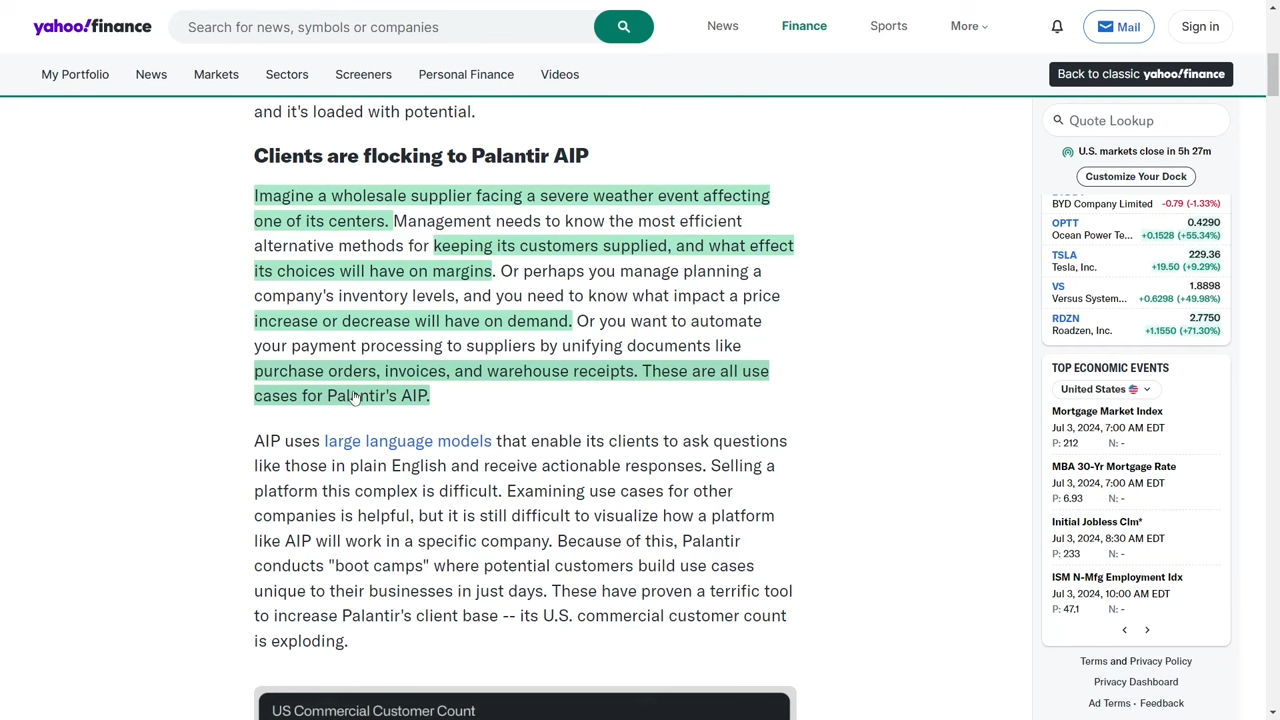 yahoo!finance
Search for news, symbols or companies
News
Finance
Sports
More
Mail
Sign in
My Portfolio
News
Markets
Sectors
Screeners
Personal Finance
Videos
Back to classic yahoo!finance
and it's loaded with potential.
Clients are flocking to Palantir AIP
Imagine a wholesale supplier facing a severe weather event affecting
one of its centers. Management needs to know the most efficient
alternative methods for keeping its customers supplied, and what effect
its choices will have on margins. Or perhaps you manage planning a
company's inventory levels, and you need to know what impact a price
increase or decrease will have on demand. Or you want to automate
your payment processing to suppliers by unifying documents like
purchase orders, invoices, and warehouse receipts. These are all use
cases for Palantir's AIP.
AIP uses large language models that enable its clients to ask questions
like those in plain English and receive actionable responses. Selling a
platform this complex is difficult. Examining use cases for other
companies is helpful, but it is still difficult to visualize how a platform
like AIP will work in a specific company. Because of this, Palantir
conducts "boot camps" where potential customers build use cases
unique to their businesses in just days. These have proven a terrific tool
to increase Palantir's client base -- its U.S. commercial customer count
is exploding.
US Commercial Customer Count
Quote Lookup
U.S. markets close in 5h 27m
Customize Your Dock
BYD Company Limited -0.79 (-1.33%)
OPTT 0.4290
Ocean Power Te... +0.1528 (+55.34%)
TSLA 229.36
Tesla, Inc. +19.50 (+9.29%)
VS 1.8898
Versus System... +0.6298 (+49.98%)
RDZN 2.7750
Roadzen, Inc. +1.1550 (+71.30%)
TOP ECONOMIC EVENTS
United States
Mortgage Market Index
Jul 3, 2024, 7:00 AM EDT
P: 212 N: -
MBA 30-Yr Mortgage Rate
Jul 3, 2024, 7:00 AM EDT
P: 6.93 N: -
Initial Jobless Clm*
Jul 3, 2024, 8:30 AM EDT
P: 233 N: -
ISM N-Mfg Employment Idx
Jul 3, 2024, 10:00 AM EDT
P: 47.1 N: -
Terms and Privacy Policy
Privacy Dashboard
Ad Terms • Feedback